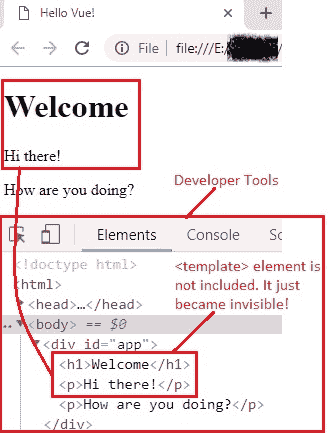 Hello Vue!
File file:///E:/
Welcome
Hi there!
How are you doing?
Developer Tools
Elements Console So
<!doctype html>
<html>
<head>…</head>
<template> element is
not included. It just
became invisible!
<body> == $0
<div id="app">
<h1>Welcome</h1>
<p>Hi there!</p>
<p>How are you doing?</p>
</div>